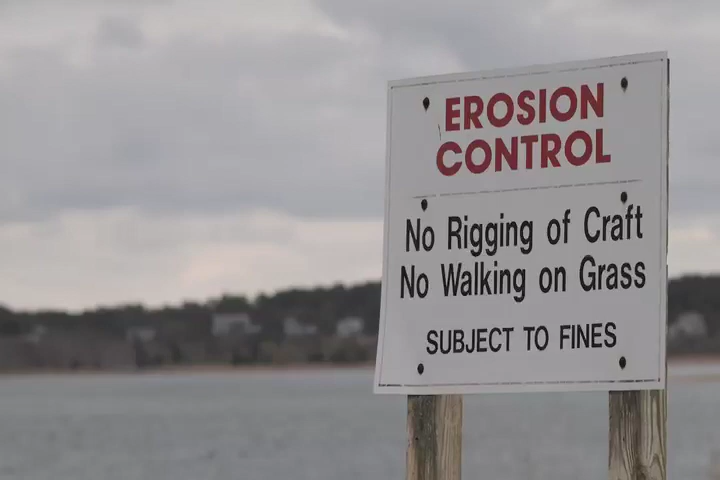 EROSION
CONTROL
No Rigging of Craft
No Walking on Grass
SUBJECT TO FINES